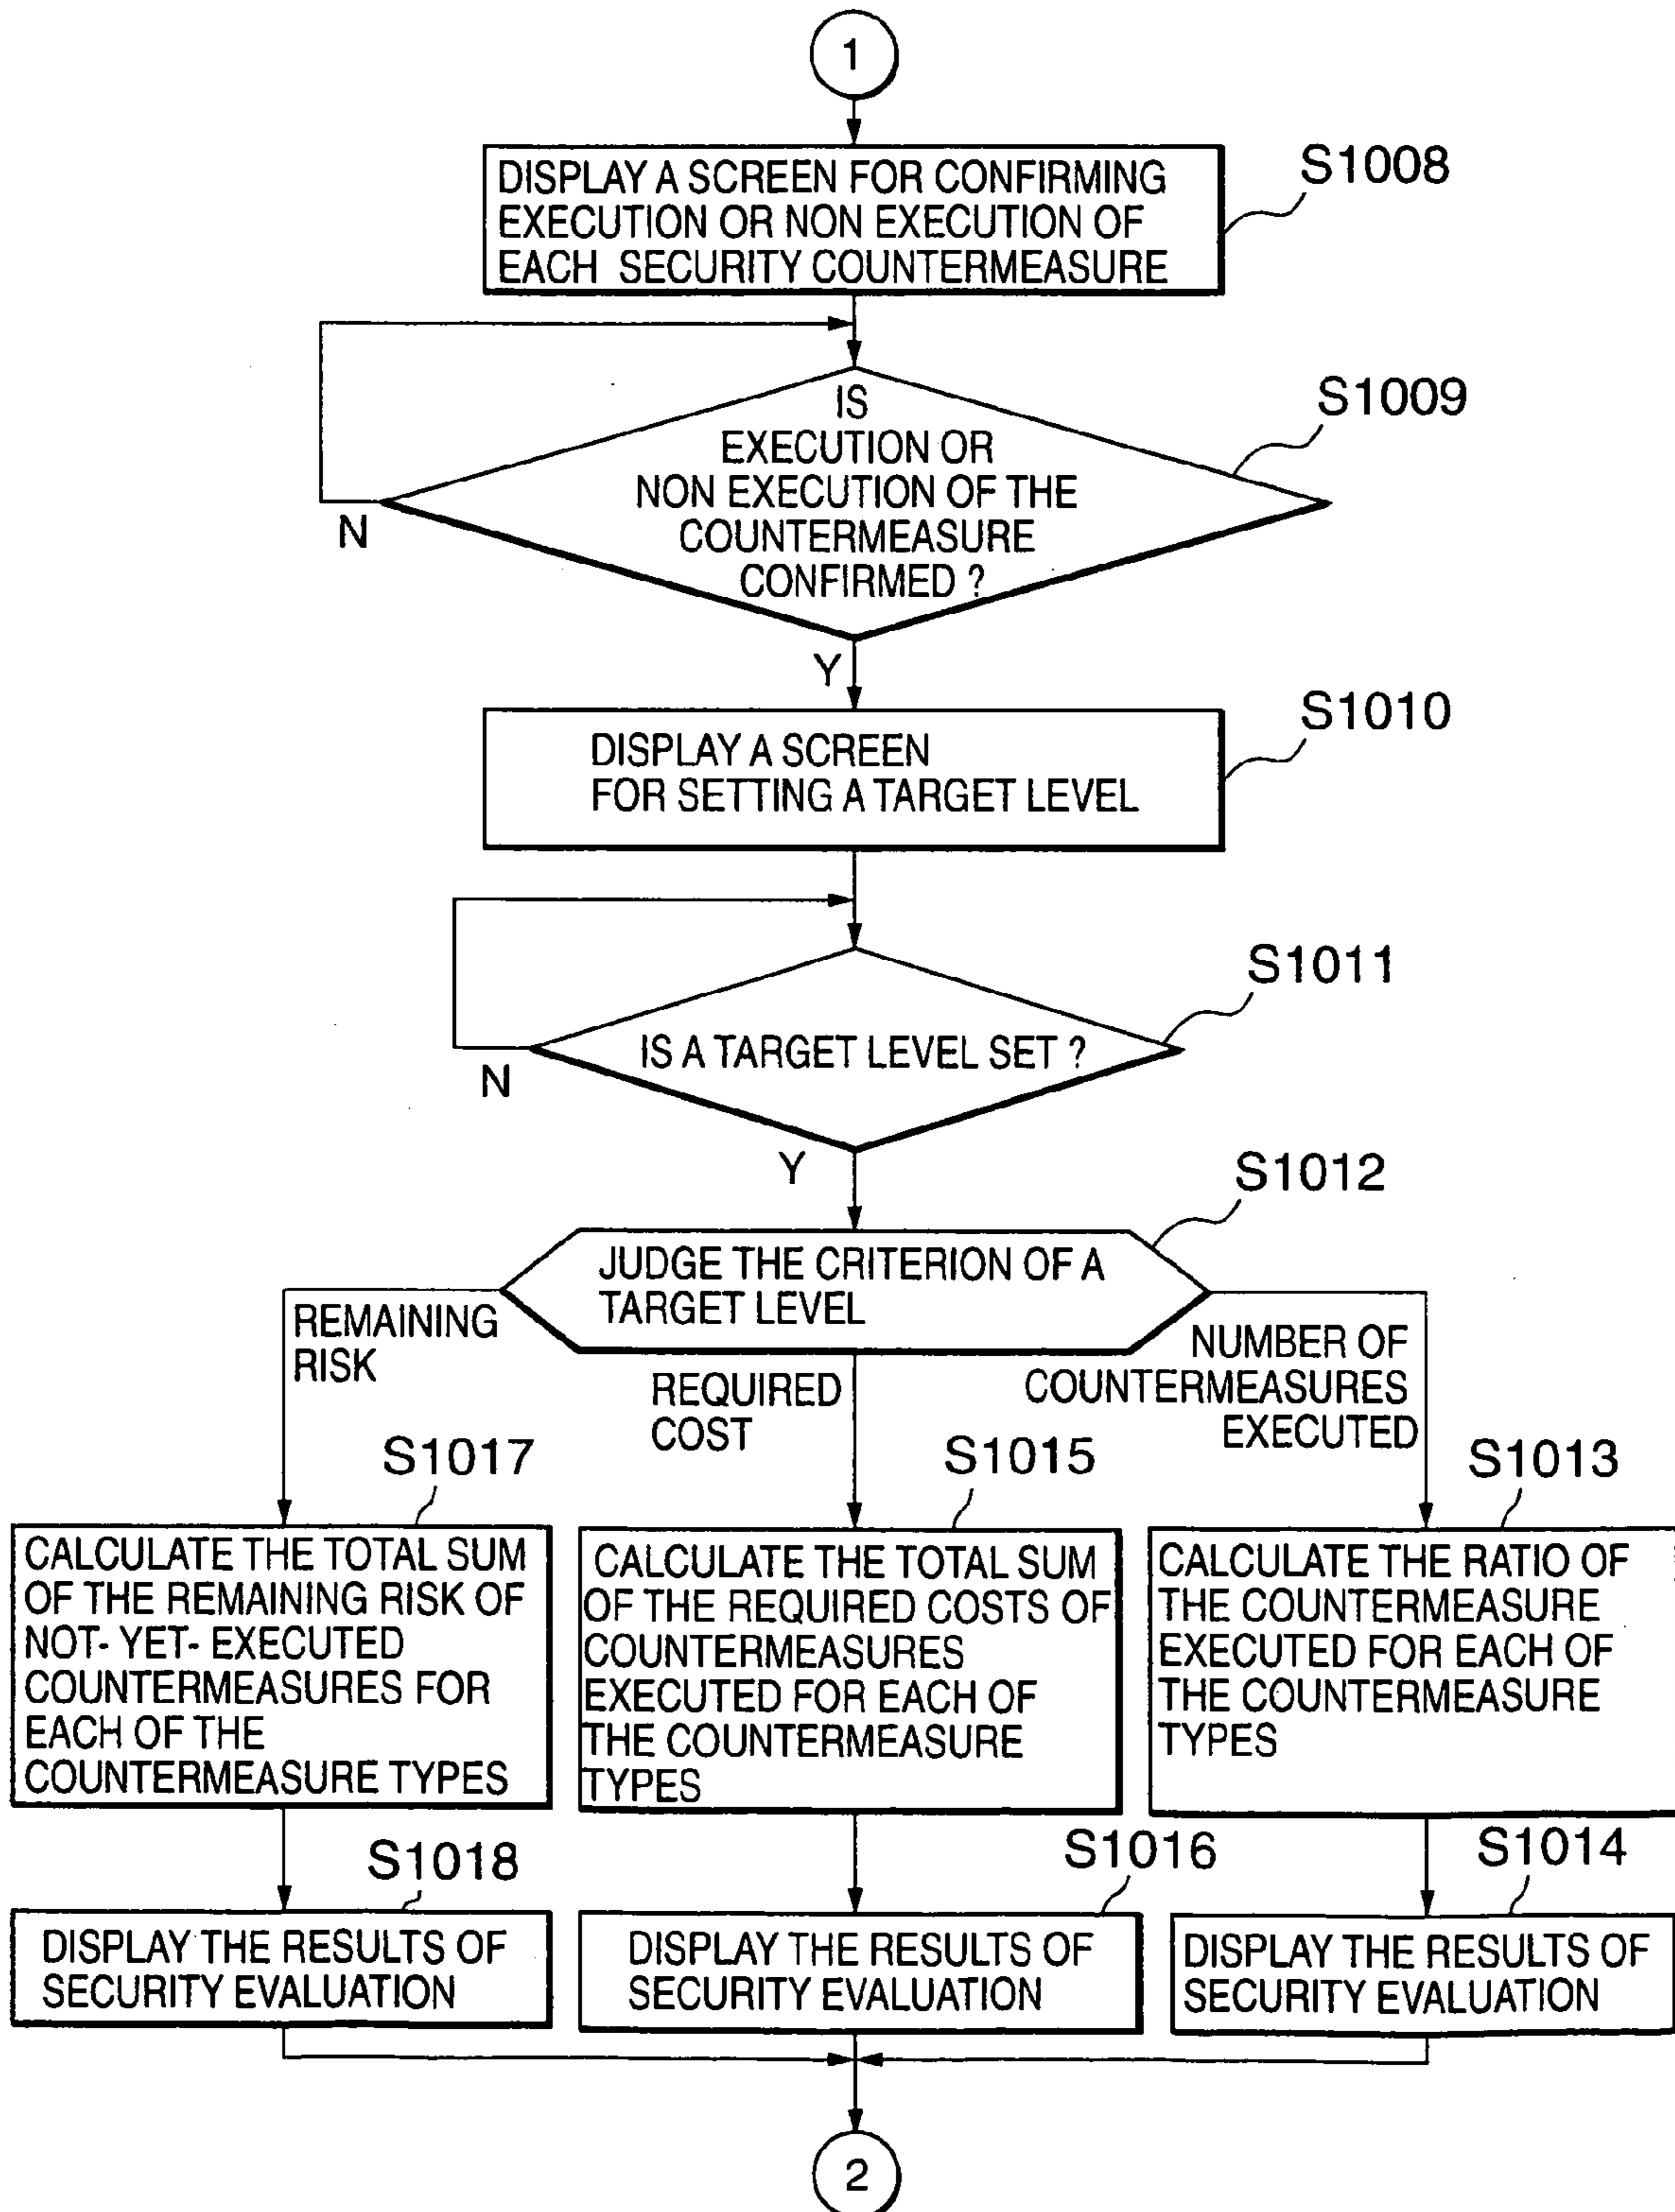 1
DISPLAY A SCREEN FOR CONFIRMING
EXECUTION OR NON EXECUTION OF
EACH SECURITY COUNTERMEASURE
S1008
IS
EXECUTION OR
NON EXECUTION OF THE
COUNTERMEASURE
CONFIRMED ?
S1009
N
Y
DISPLAY A SCREEN
FOR SETTING A TARGET LEVEL
S1010
IS A TARGET LEVEL SET ?
S1011
N
Y
JUDGE THE CRITERION OF A
TARGET LEVEL
S1012
REMAINING
RISK
REQUIRED
COST
NUMBER OF
COUNTERMEASURES
EXECUTED
S1017
CALCULATE THE TOTAL SUM
OF THE REMAINING RISK OF
NOT- YET- EXECUTED
COUNTERMEASURES FOR
EACH OF THE
COUNTERMEASURE TYPES
S1015
CALCULATE THE TOTAL SUM
OF THE REQUIRED COSTS OF
COUNTERMEASURES
EXECUTED FOR EACH OF
THE COUNTERMEASURE
TYPES
S1013
CALCULATE THE RATIO OF
THE COUNTERMEASURE
EXECUTED FOR EACH OF
THE COUNTERMEASURE
TYPES
S1018
DISPLAY THE RESULTS OF
SECURITY EVALUATION
S1016
DISPLAY THE RESULTS OF
SECURITY EVALUATION
S1014
DISPLAY THE RESULTS OF
SECURITY EVALUATION
2